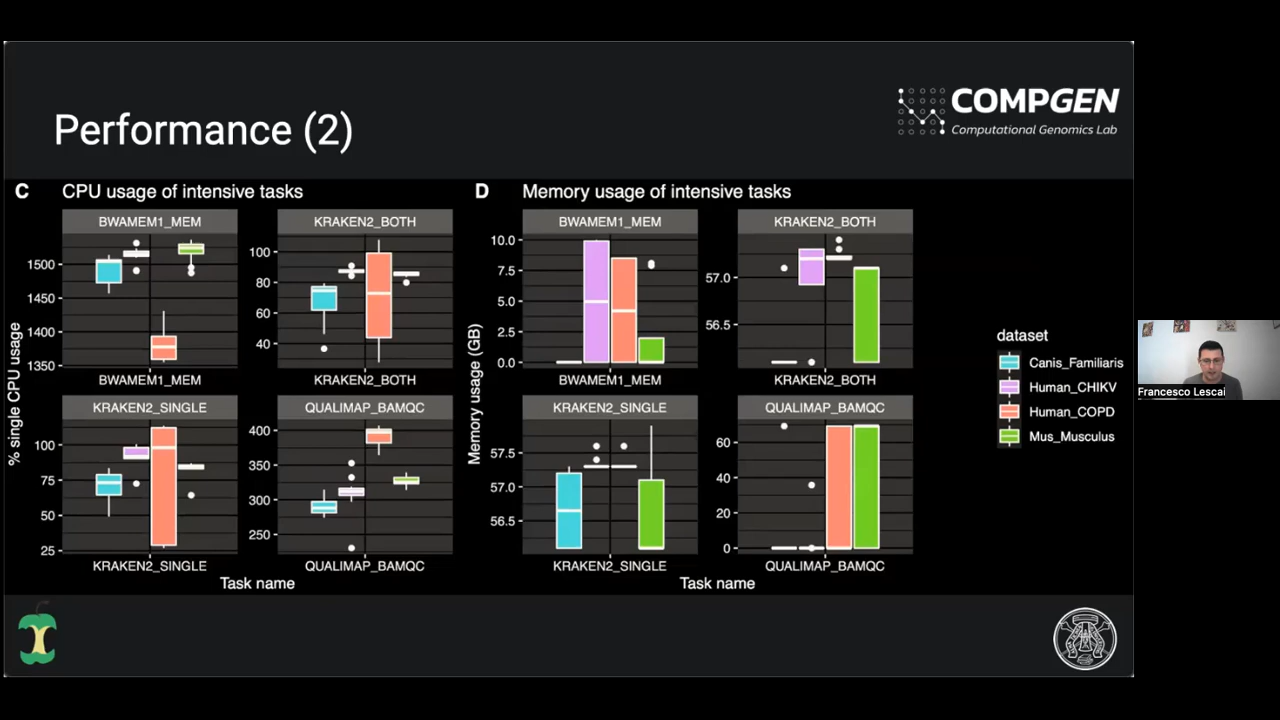 Performance (2)
COMPGEN
Computational Genomics Lab
C CPU usage of intensive tasks
% single CPU usage
BWAMEM1_MEM
1500
1450
1400
1350
BWAMEM1_MEM
KRAKEN2_BOTH
100
80
60
40
KRAKEN2_BOTH
KRAKEN2_SINGLE
100
75
50
25
KRAKEN2_SINGLE
QUALIMAP_BAMQC
400
350
300
250
QUALIMAP_BAMQC
Task name
D Memory usage of intensive tasks
Memory usage (GB)
BWAMEM1_MEM
10.0
7.5
5.0
2.5
0.0
BWAMEM1_MEM
KRAKEN2_BOTH
57.0
56.5
KRAKEN2_BOTH
KRAKEN2_SINGLE
57.5
57.0
56.5
KRAKEN2_SINGLE
QUALIMAP_BAMQC
60
40
20
0
QUALIMAP_BAMQC
Task name
dataset
Canis_Familiaris
Human_CHIKV
Human_COPD
Mus_Musculus
Francesco Lescai